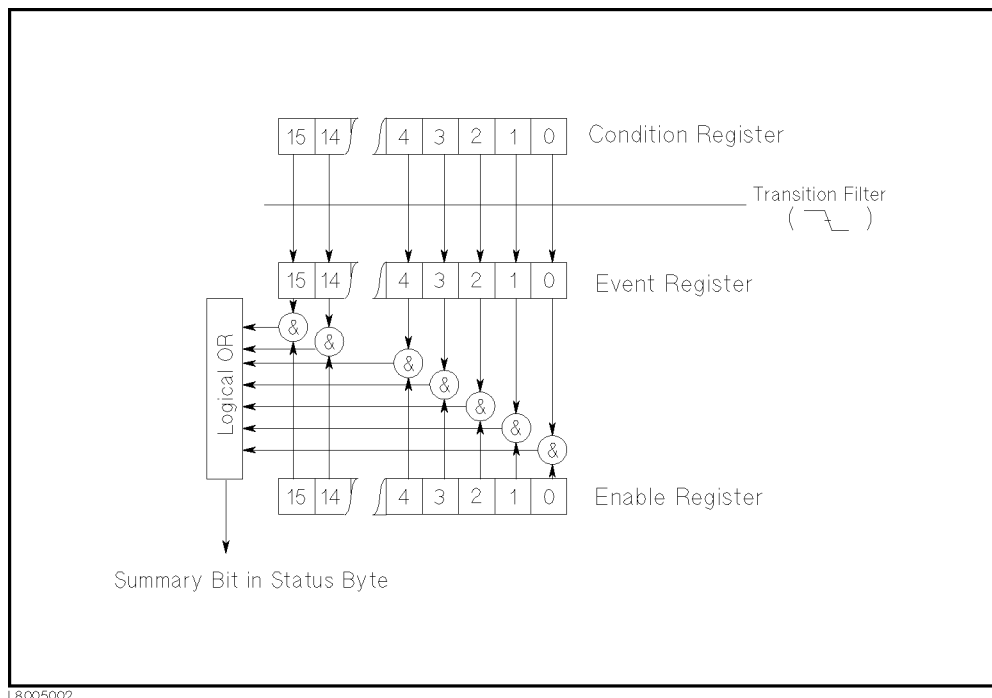 15 14 4 3 2 1 0 Condition Register
Transition Filter
( )
15 14 4 3 2 1 0 Event Register
&
&
&
&
&
&
&
Logical OR
15 14 4 3 2 1 0 Enable Register
Summary Bit in Status Byte
L8005002